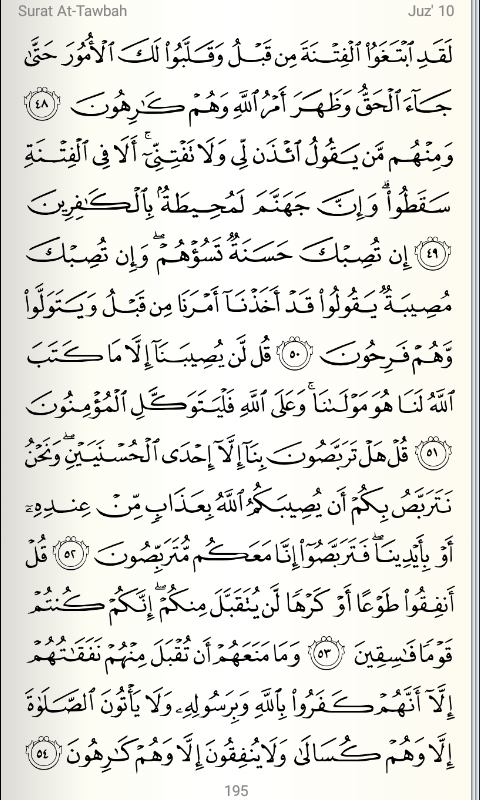 Surat At-Tawbah Juz' 10
لَقَدِ ٱبْتَغَوُا۟ ٱلْفِتْنَةَ مِن قَبْلُ وَقَلَّبُوا۟ لَكَ ٱلْأُمُورَ حَتَّىٰ
جَآءَ ٱلْحَقُّ وَظَهَرَ أَمْرُ ٱللَّهِ وَهُمْ كَـٰرِهُونَ ٤٨
وَمِنْهُم مَّن يَقُولُ ٱئْذَن لِّى وَلَا تَفْتِنِّىٓ ۚ أَلَا فِى ٱلْفِتْنَةِ
سَقَطُوا۟ ۗ وَإِنَّ جَهَنَّمَ لَمُحِيطَةٌۢ بِٱلْكَـٰفِرِينَ
٤٩ إِن تُصِبْكَ حَسَنَةٌ تَسُؤْهُمْ ۖ وَإِن تُصِبْكَ
مُصِيبَةٌ يَقُولُوا۟ قَدْ أَخَذْنَآ أَمْرَنَا مِن قَبْلُ وَيَتَوَلَّوا۟
وَّهُمْ فَرِحُونَ ٥٠ قُل لَّن يُصِيبَنَآ إِلَّا مَا كَتَبَ
ٱللَّهُ لَنَا هُوَ مَوْلَىٰنَا ۚ وَعَلَى ٱللَّهِ فَلْيَتَوَكَّلِ ٱلْمُؤْمِنُونَ
٥١ قُلْ هَلْ تَرَبَّصُونَ بِنَآ إِلَّآ إِحْدَى ٱلْحُسْنَيَيْنِ ۖ وَنَحْنُ
نَتَرَبَّصُ بِكُمْ أَن يُصِيبَكُمُ ٱللَّهُ بِعَذَابٍ مِّنْ عِندِهِۦٓ
أَوْ بِأَيْدِينَا ۖ فَتَرَبَّصُوٓا۟ إِنَّا مَعَكُم مُّتَرَبِّصُونَ ٥٢ قُلْ
أَنفِقُوا۟ طَوْعًا أَوْ كَرْهًا لَّن يُتَقَبَّلَ مِنكُمْ ۖ إِنَّكُمْ كُنتُمْ
قَوْمًا فَـٰسِقِينَ ٥٣ وَمَا مَنَعَهُمْ أَن تُقْبَلَ مِنْهُمْ نَفَقَـٰتُهُمْ
إِلَّآ أَنَّهُمْ كَفَرُوا۟ بِٱللَّهِ وَبِرَسُولِهِۦ وَلَا يَأْتُونَ ٱلصَّلَوٰةَ
إِلَّا وَهُمْ كُسَالَىٰ وَلَا يُنفِقُونَ إِلَّا وَهُمْ كَـٰرِهُونَ ٥٤
195